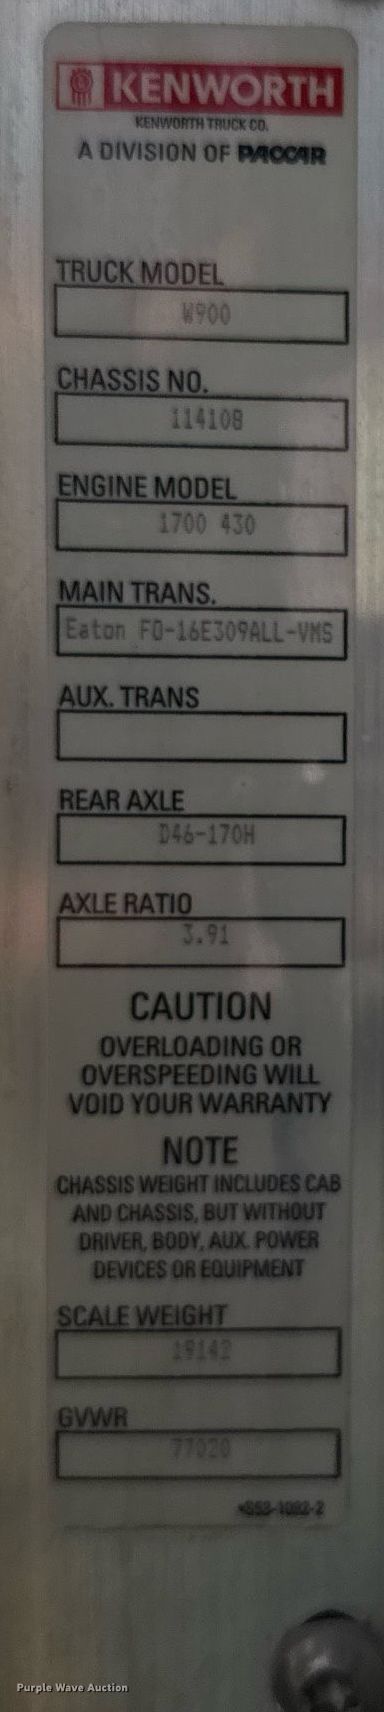 KENWORTH
KENWORTH TRUCK CO.
A DIVISION OF PACCAR
TRUCK MODEL
W900
CHASSIS NO.
114108
ENGINE MODEL
1700 430
MAIN TRANS.
Eaton FO-16E309ALL-VMS
AUX. TRANS
REAR AXLE
D46-170H
AXLE RATIO
3.91
CAUTION
OVERLOADING OR
OVERSPEEDING WILL
VOID YOUR WARRANTY
NOTE
CHASSIS WEIGHT INCLUDES CAB
AND CHASSIS, BUT WITHOUT
DRIVER, BODY, AUX. POWER
DEVICES OR EQUIPMENT
SCALE WEIGHT
19142
GVWR
77020
Purple Wave Auction